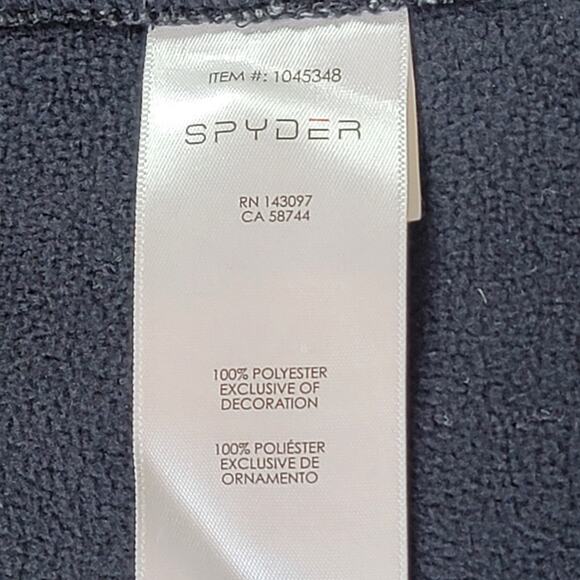 ITEM #: 1045348
SPYDER
RN 143097
CA 58744
100% POLYESTER
EXCLUSIVE OF
DECORATION
100% POLIÉSTER
EXCLUSIVE DE
ORNAMENTO